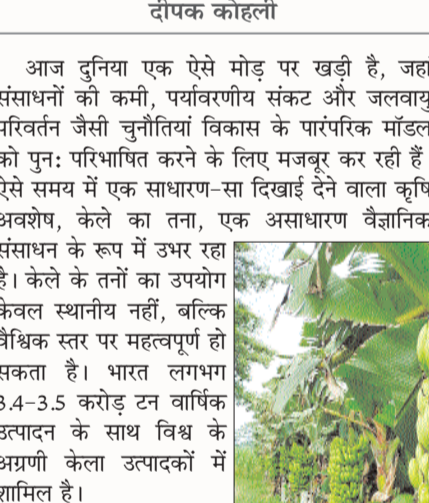 दीपक कोहली
आज दुनिया एक ऐसे मोड़ पर खड़ी है, जहां
संसाधनों की कमी, पर्यावरणीय संकट और जलवायु
परिवर्तन जैसी चुनौतियां विकास के पारंपरिक मॉडल
को पुन: परिभाषित करने के लिए मजबूर कर रही हैं
ऐसे समय में एक साधारण-सा दिखाई देने वाला कृषि
अवशेष, केले का तना, एक असाधारण वैज्ञानिक
संसाधन के रूप में उभर रहा
है। केले के तनों का उपयोग
केवल स्थानीय नहीं, बल्कि
वैश्विक स्तर पर महत्वपूर्ण हो
सकता है। भारत लगभग
3.4-3.5 करोड़ टन वार्षिक
उत्पादन के साथ विश्व के
अग्रणी केला उत्पादकों में
शामिल है।